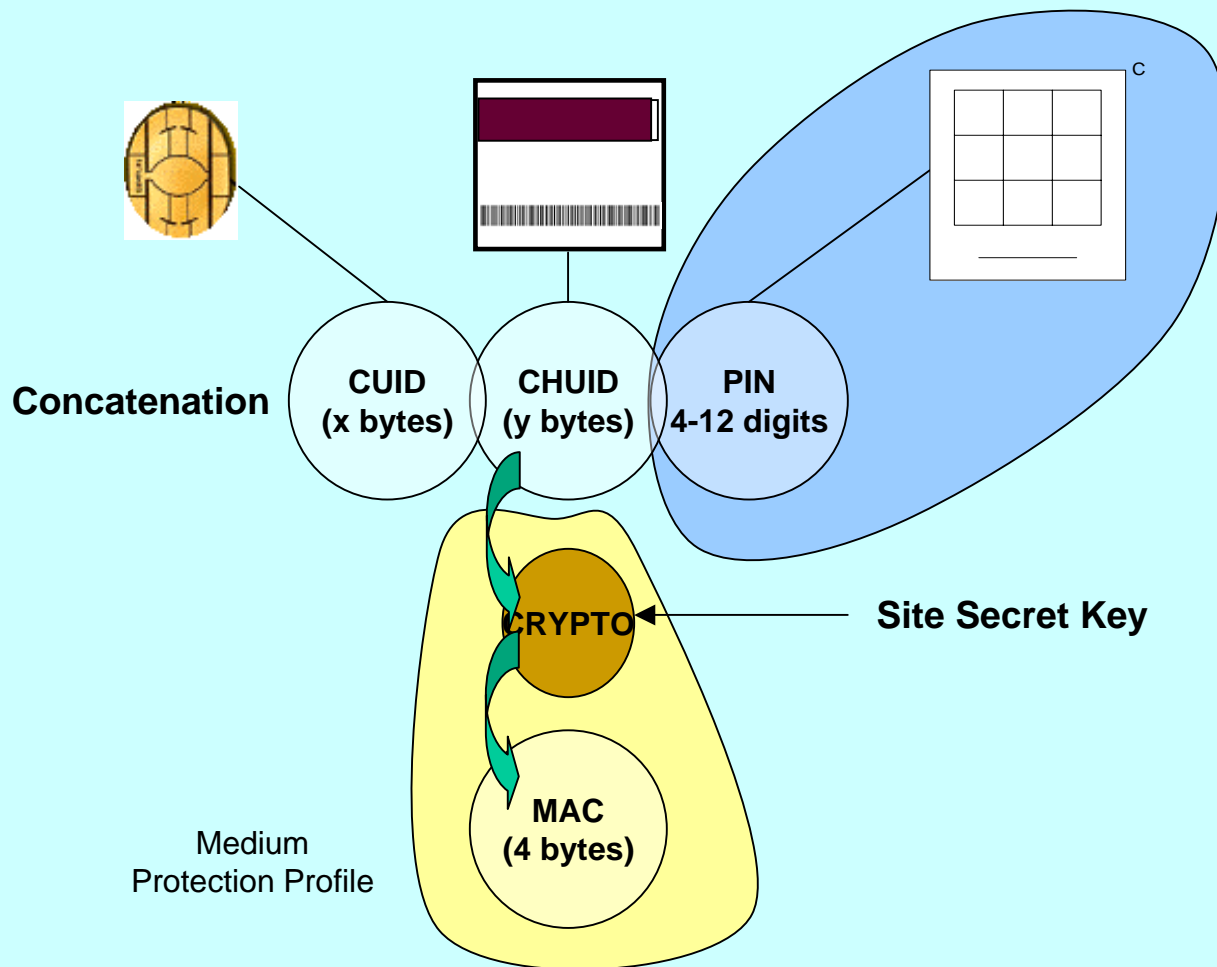 C
CUID
(x bytes)
CHUID
(y bytes)
PIN
4-12 digits
Concatenation
CRYPTO
Site Secret Key
MAC
(4 bytes)
Medium
Protection Profile